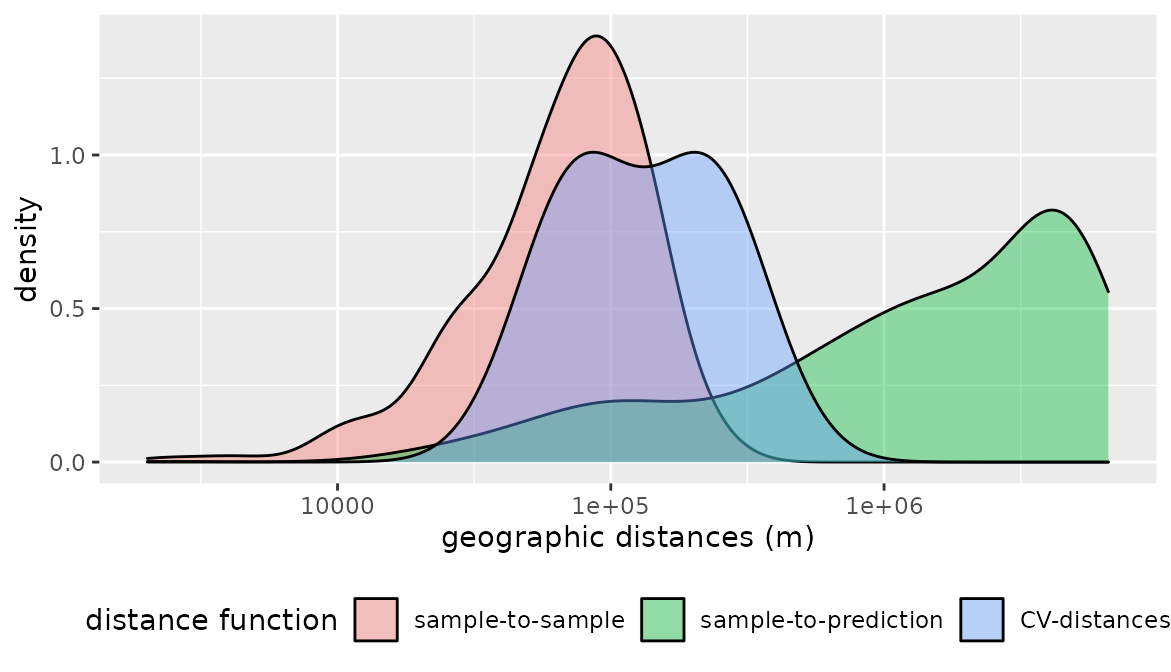 density
1.0
0.5
0.0
10000 1e+05 1e+06
geographic distances (m)
distance function sample-to-sample sample-to-prediction CV-distances